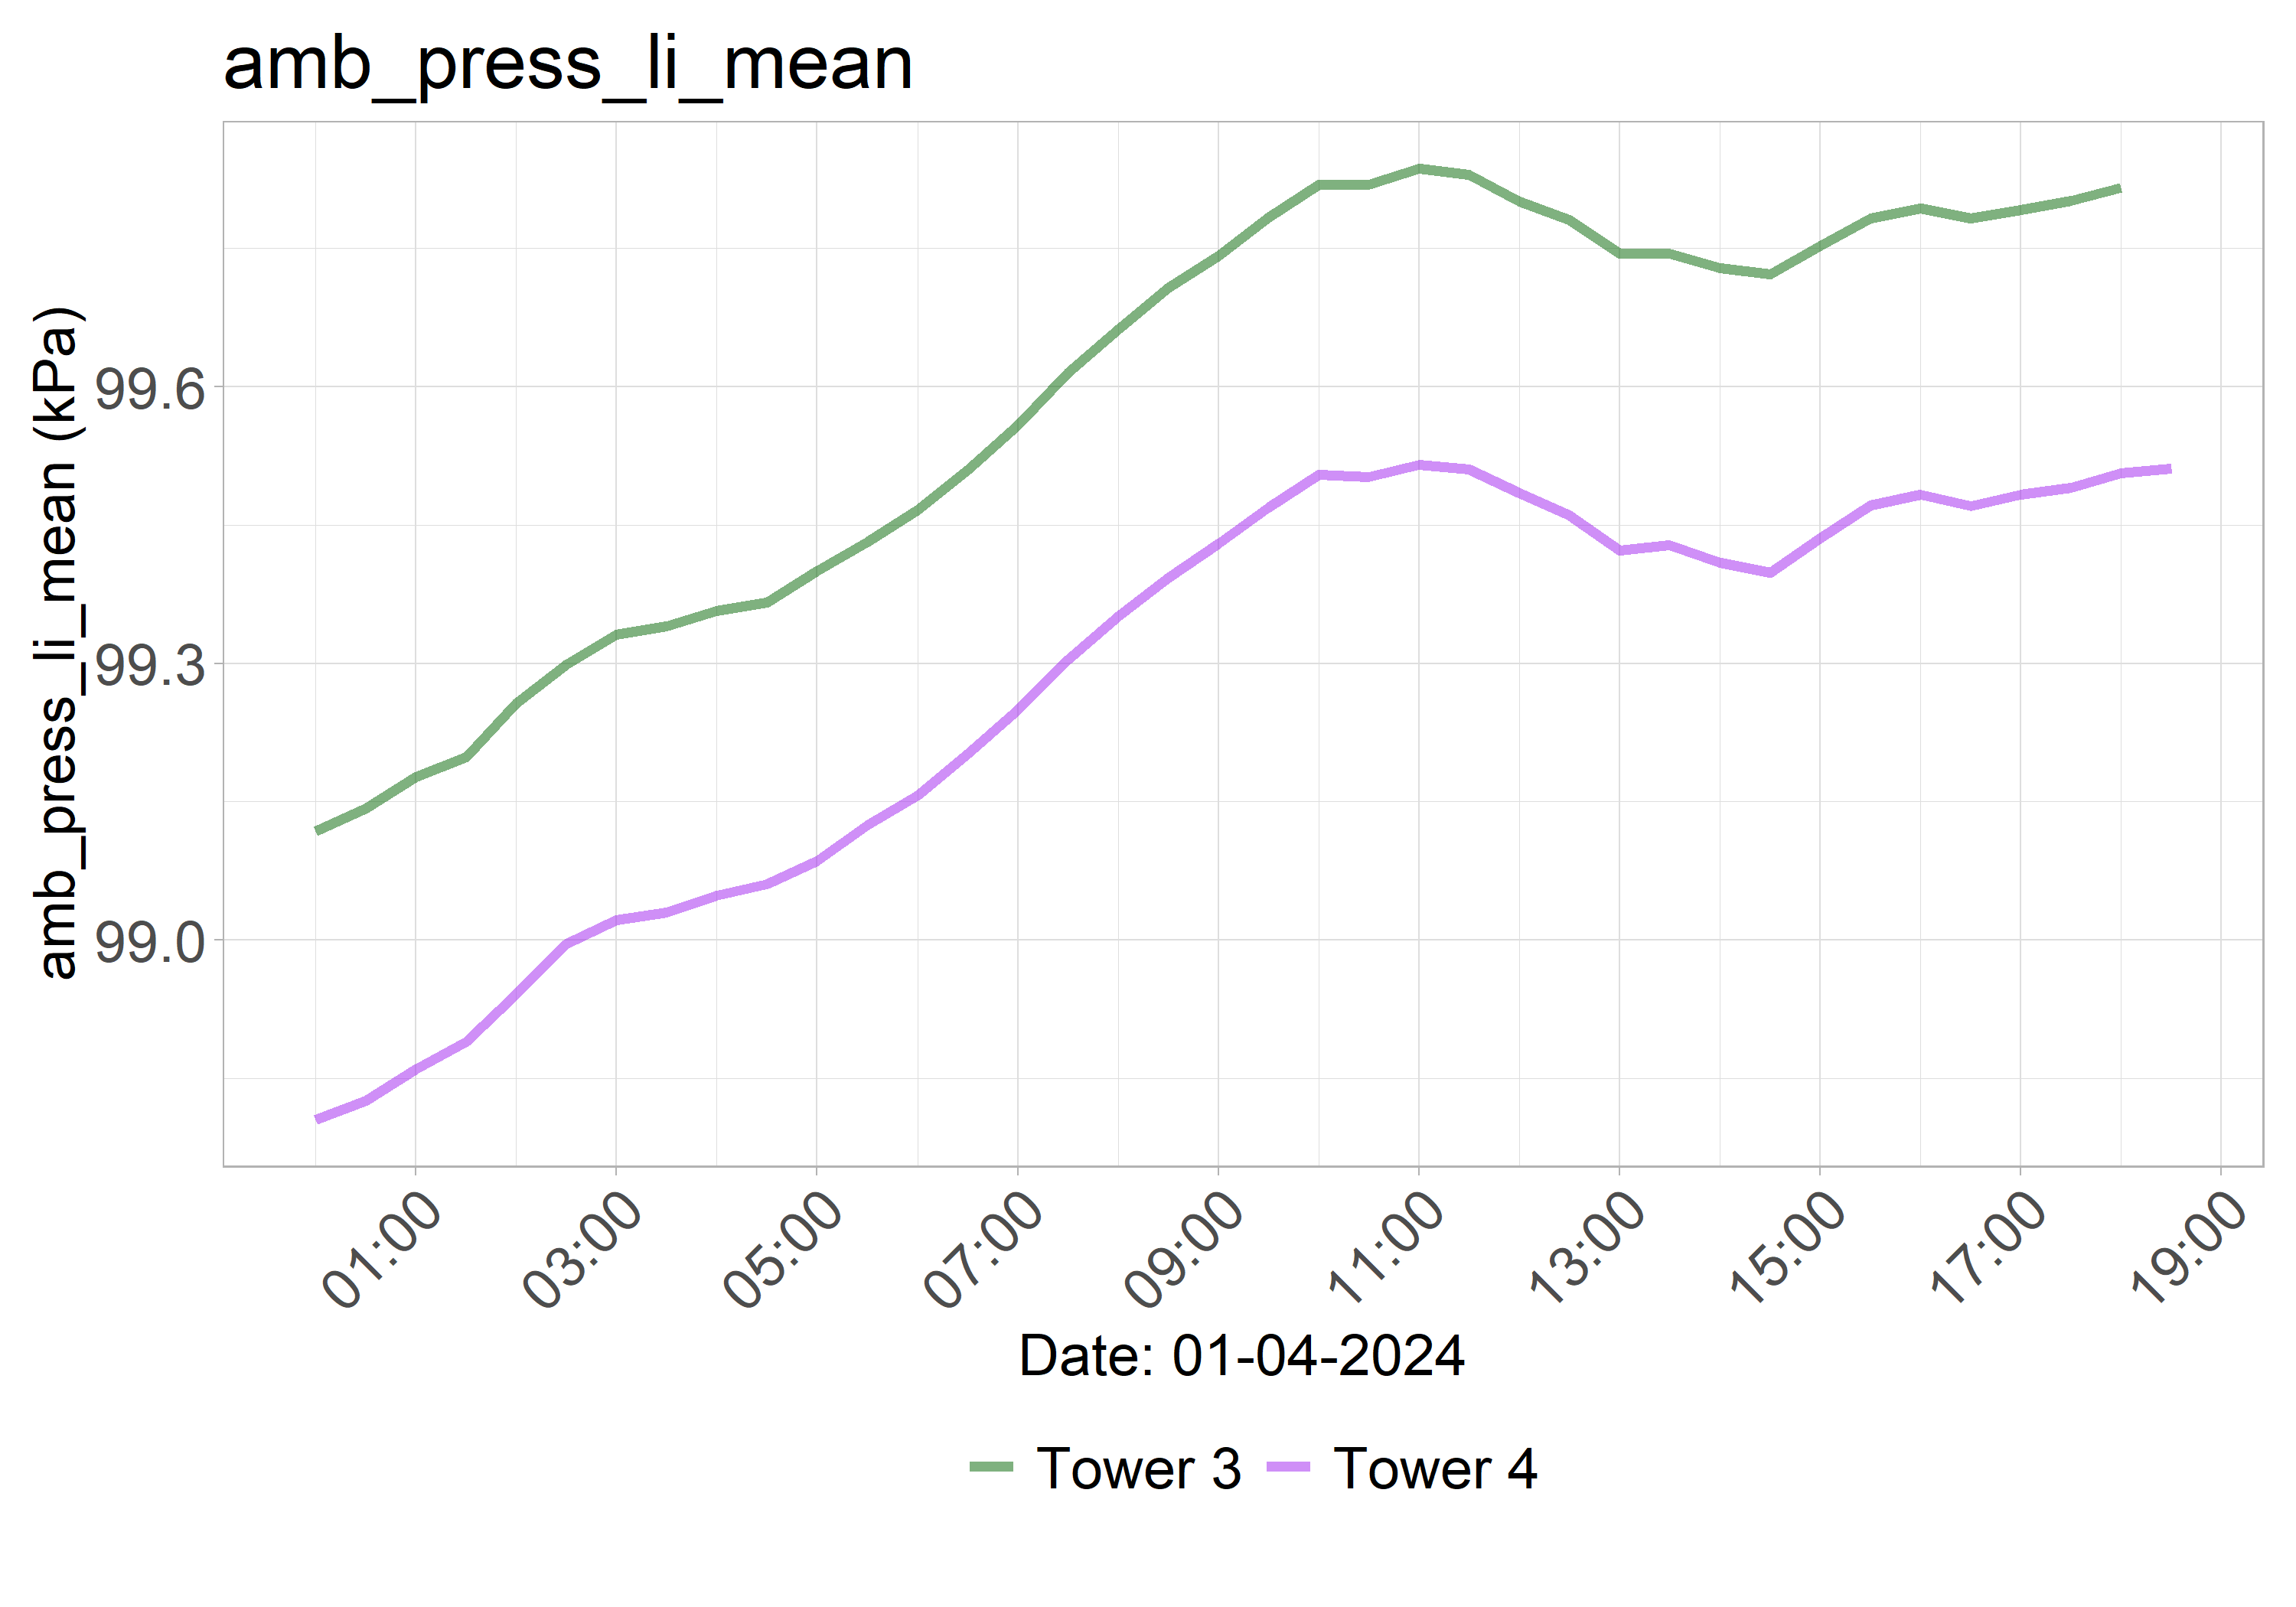 amb_press_li_mean
amb_press_li_mean (kPa)
99.6
99.3
99.0
01:00
03:00
05:00
07:00
09:00
11:00
13:00
15:00
17:00
19:00
Date: 01-04-2024
Tower 3
Tower 4